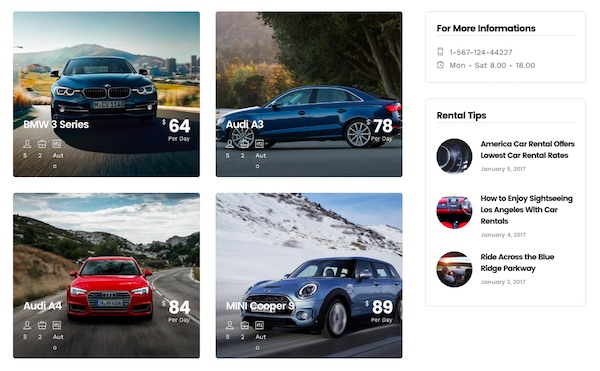 BMW 3 Series
$ 64
Per Day
5 2 Aut
o
Audi A3
$ 78
Per Day
5 2 Aut
o
Audi A4
$ 84
Per Day
5 2 Aut
o
MINI Cooper S
$ 89
Per Day
5 2 Aut
o
For More Informations
1-567-124-44227
Mon - Sat 8.00 - 18.00
Rental Tips
America Car Rental Offers
Lowest Car Rental Rates
January 5, 2017
How to Enjoy Sightseeing
Los Angeles With Car
Rentals
January 4, 2017
Ride Across the Blue
Ridge Parkway
January 3, 2017